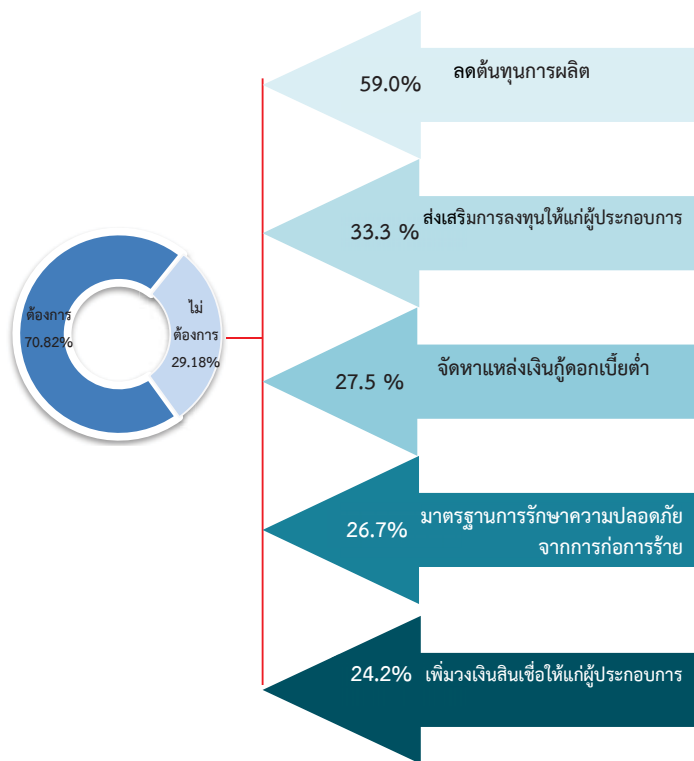 59.0%
ลดต้นทุนการผลิต
33.3 %
ส่งเสริมการลงทุนให้แก่ผู้ประกอบการ
ต้องการ
70.82%
ไม่
ต้องการ
29.18%
27.5 %
จัดหาแหล่งเงินกู้ดอกเบี้ยต่ำ
26.7%
มาตรฐานการรักษาความปลอดภัย
จากการก่อการร้าย
24.2%
เพิ่มวงเงินสินเชื่อให้แก่ผู้ประกอบการ